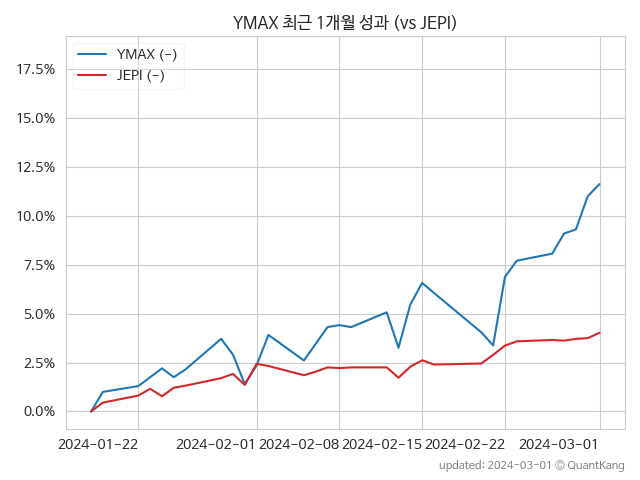 YMAX 최근 1개월 성과 (vs JEPI)
YMAX (-)
JEPI (-)
17.5%
15.0%
12.5%
10.0%
7.5%
5.0%
2.5%
0.0%
2024-01-22 2024-02-01 2024-02-08 2024-02-15 2024-02-22 2024-03-01
updated: 2024-03-01 © QuantKang